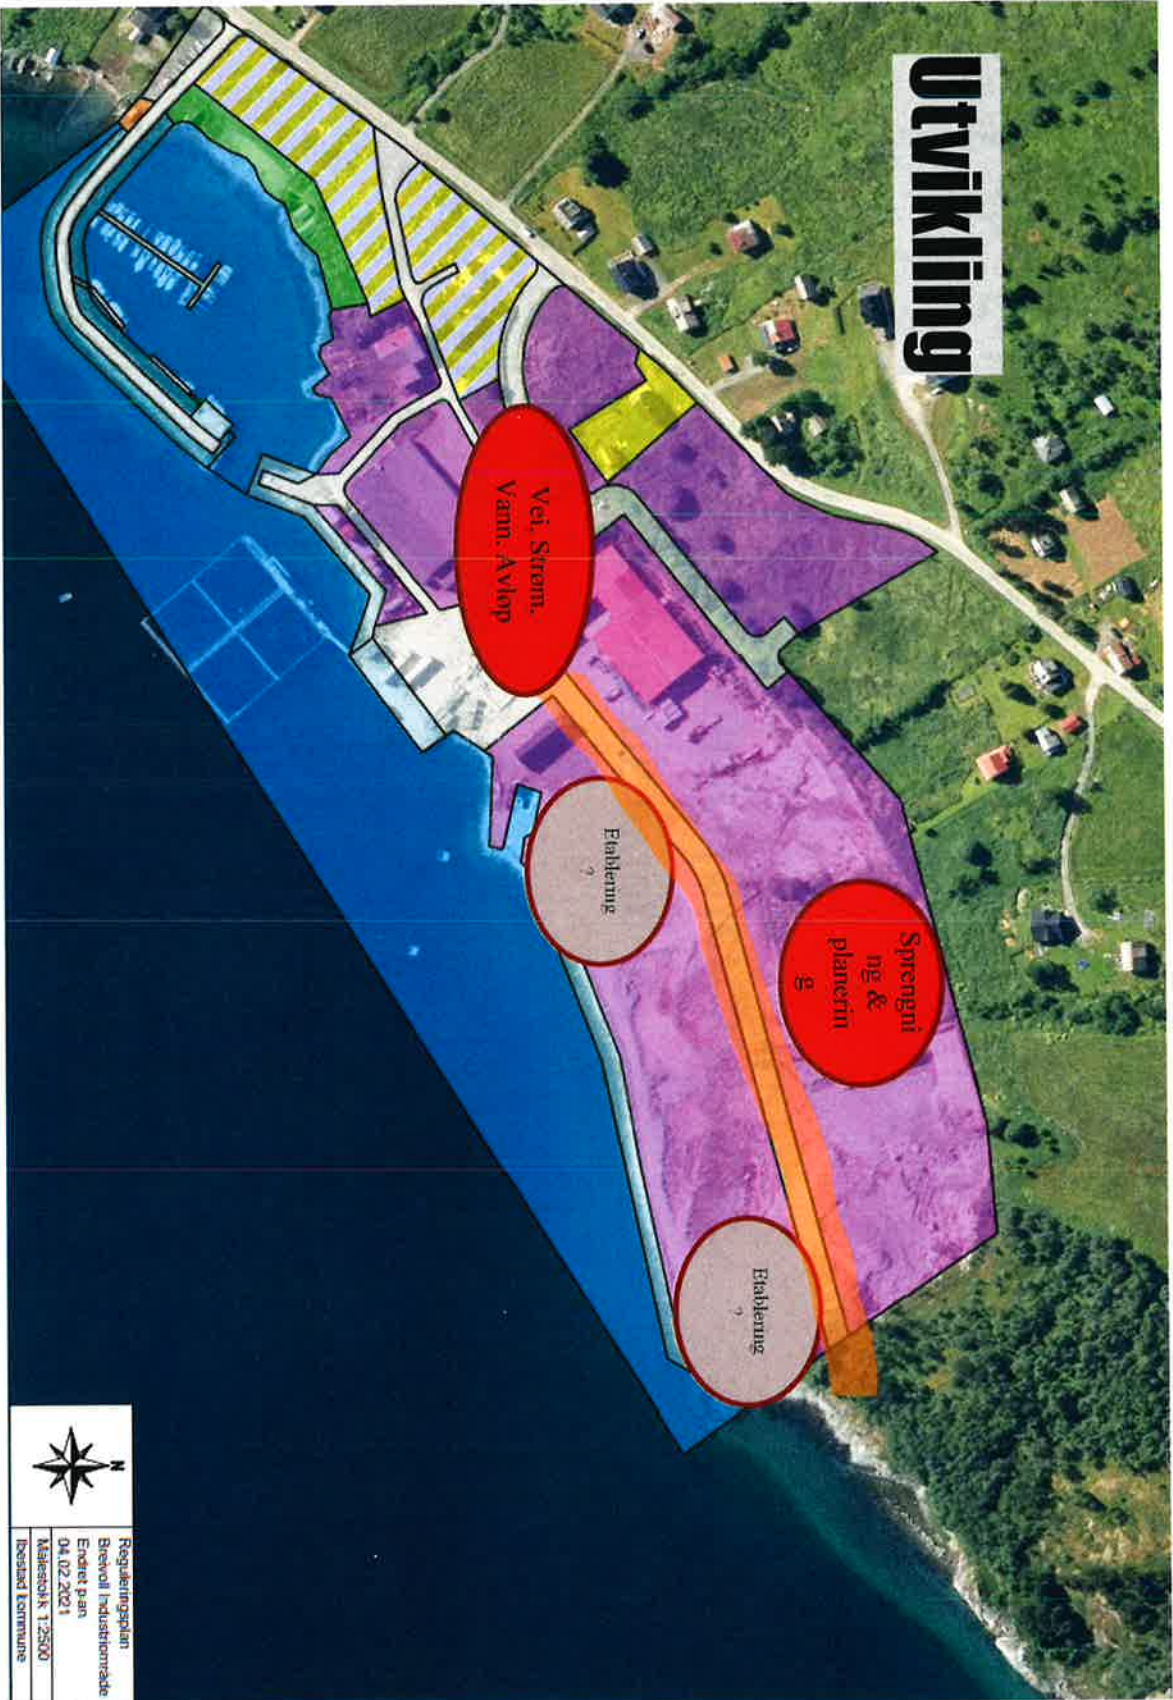 Utvikling
Vei. Strøm.
Vann. Avløp
Etablering
?
Sprengni
ng &
planerin
g
Etablering
?
N
Reguleringsplan
Breivoll Industriområde
Endret plan
04.02.2021
Målestokk 1:2500
Ibestad kommune